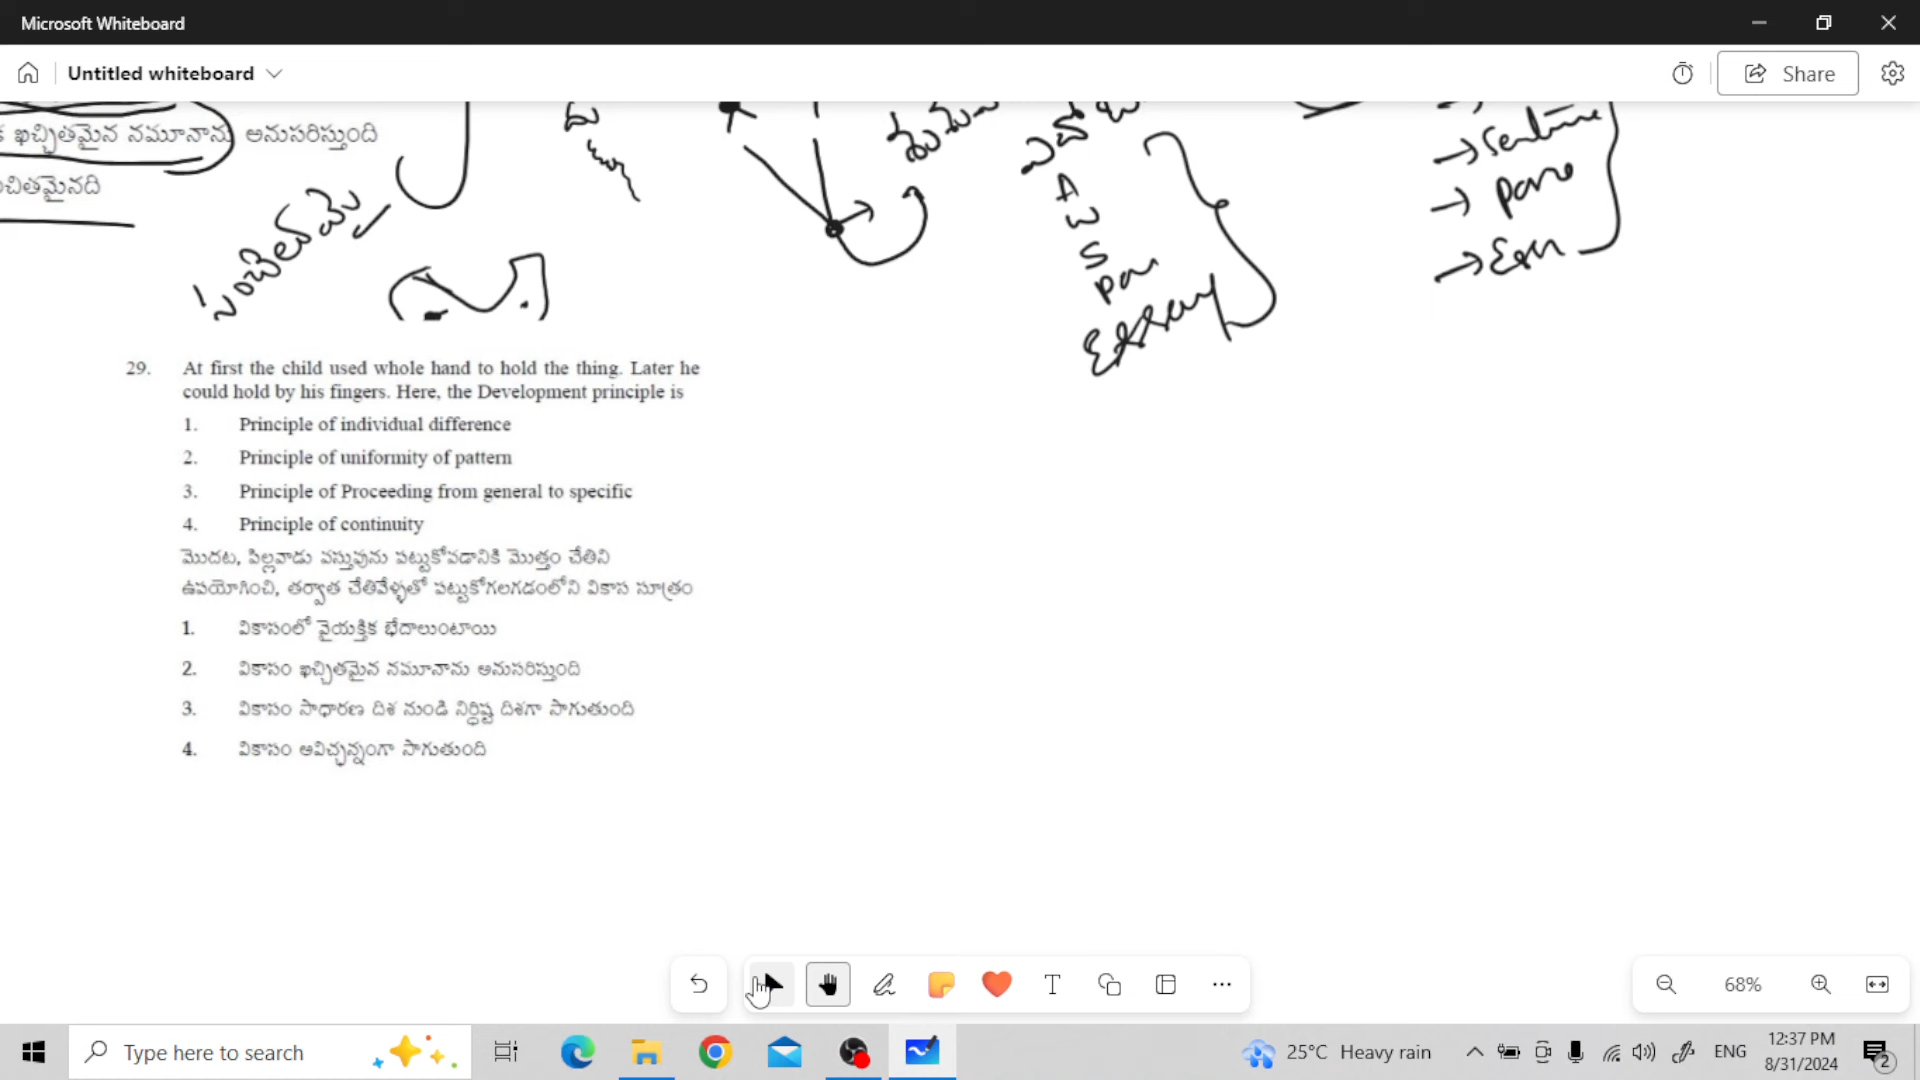 Microsoft Whiteboard
Untitled whiteboard
Share
ఖచ్చితమైన నమూనాను అనుసరిస్తుంది
చితమైనది
A
W
S
→ Para
29. At first the child used whole hand to hold the thing. Later he
could hold by his fingers. Here, the Development principle is
1. Principle of individual difference
2. Principle of uniformity of pattern
3. Principle of Proceeding from general to specific
4. Principle of continuity
మొదట, పిల్లవాడు వస్తువును పట్టుకోవడానికి మొత్తం చేతిని
ఉపయోగించి, తర్వాత చేతివేళ్ళతో పట్టుకోగలగడంలోని వికాస సూత్రం
1. వికాసంలో వైయక్తిక భేదాలుంటాయి
2. వికాసం ఖచ్చితమైన నమూనాను అనుసరిస్తుంది
3. వికాసం సాధారణ దిశ నుండి నిర్ధిష్ట దిశగా సాగుతుంది
4. వికాసం అవిచ్ఛన్నంగా సాగుతుంది
T
68%
Type here to search
25°C Heavy rain
ENG
12:37 PM
8/31/2024
2